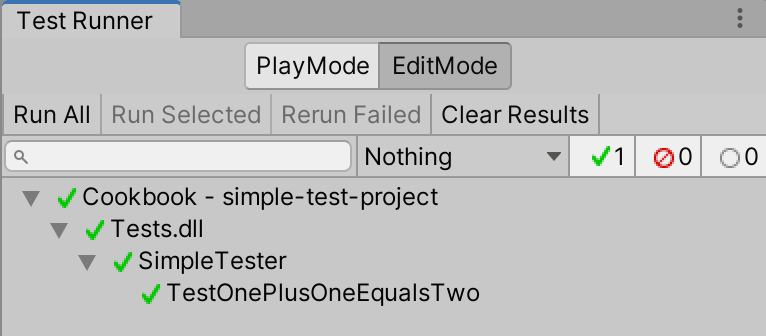 Test Runner
PlayMode EditMode
Run All Run Selected Rerun Failed Clear Results
Nothing 1 0 0
Cookbook - simple-test-project
Tests.dll
SimpleTester
TestOnePlusOneEqualsTwo